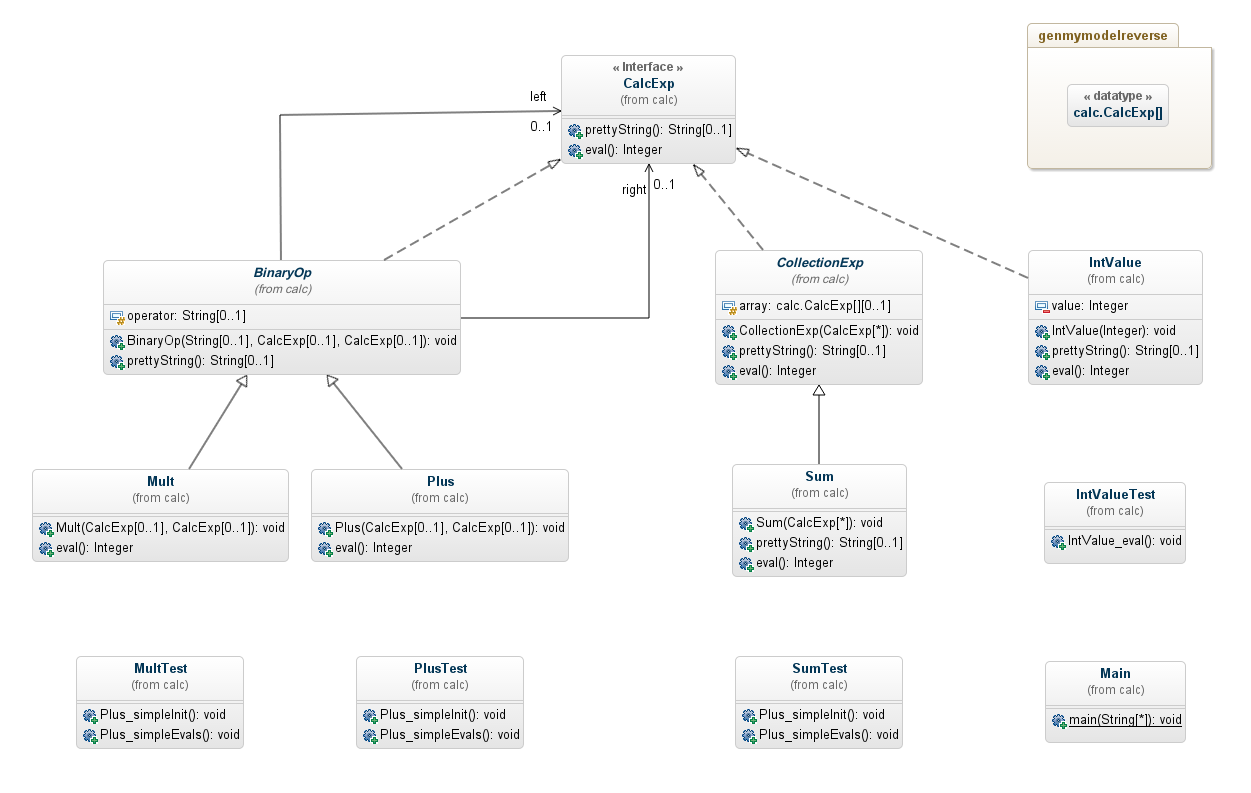 genmymodelreverse
« datatype »
calc.CalcExp[]
« Interface »
CalcExp
(from calc)
prettyString(): String[0..1]
eval(): Integer
left
0..1
right
0..1
BinaryOp
(from calc)
operator: String[0..1]
BinaryOp(String[0..1], CalcExp[0..1], CalcExp[0..1]): void
prettyString(): String[0..1]
CollectionExp
(from calc)
array: calc.CalcExp[][0..1]
CollectionExp(CalcExp[*]): void
prettyString(): String[0..1]
eval(): Integer
IntValue
(from calc)
value: Integer
IntValue(Integer): void
prettyString(): String[0..1]
eval(): Integer
Mult
(from calc)
Mult(CalcExp[0..1], CalcExp[0..1]): void
eval(): Integer
Plus
(from calc)
Plus(CalcExp[0..1], CalcExp[0..1]): void
eval(): Integer
Sum
(from calc)
Sum(CalcExp[*]): void
prettyString(): String[0..1]
eval(): Integer
IntValueTest
(from calc)
IntValue_eval(): void
MultTest
(from calc)
Plus_simpleInit(): void
Plus_simpleEvals(): void
PlusTest
(from calc)
Plus_simpleInit(): void
Plus_simpleEvals(): void
SumTest
(from calc)
Plus_simpleInit(): void
Plus_simpleEvals(): void
Main
(from calc)
main(String[*]): void